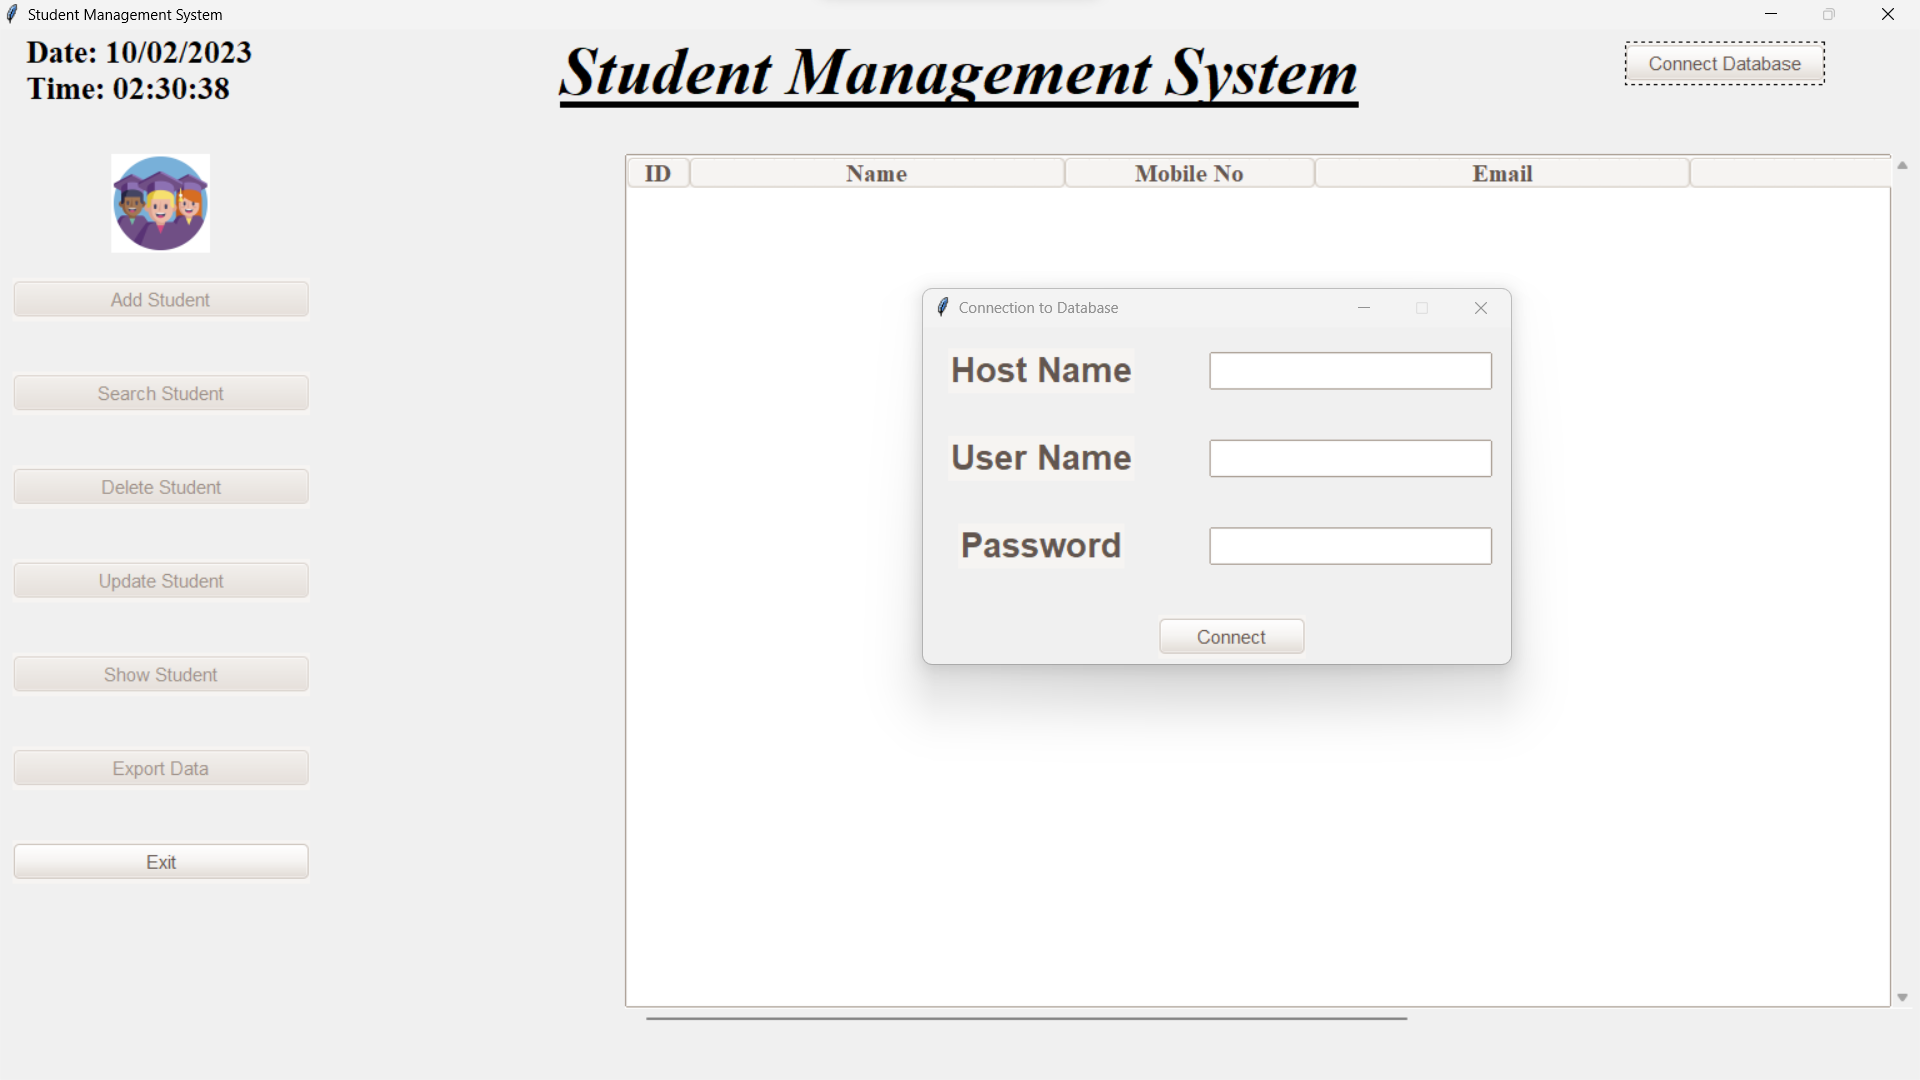 Student Management System
Date: 10/02/2023
Time: 02:30:38
Student Management System
Connect Database
ID Name Mobile No Email
Add Student
Search Student
Delete Student
Update Student
Show Student
Export Data
Exit
Connection to Database
Host Name
User Name
Password
Connect